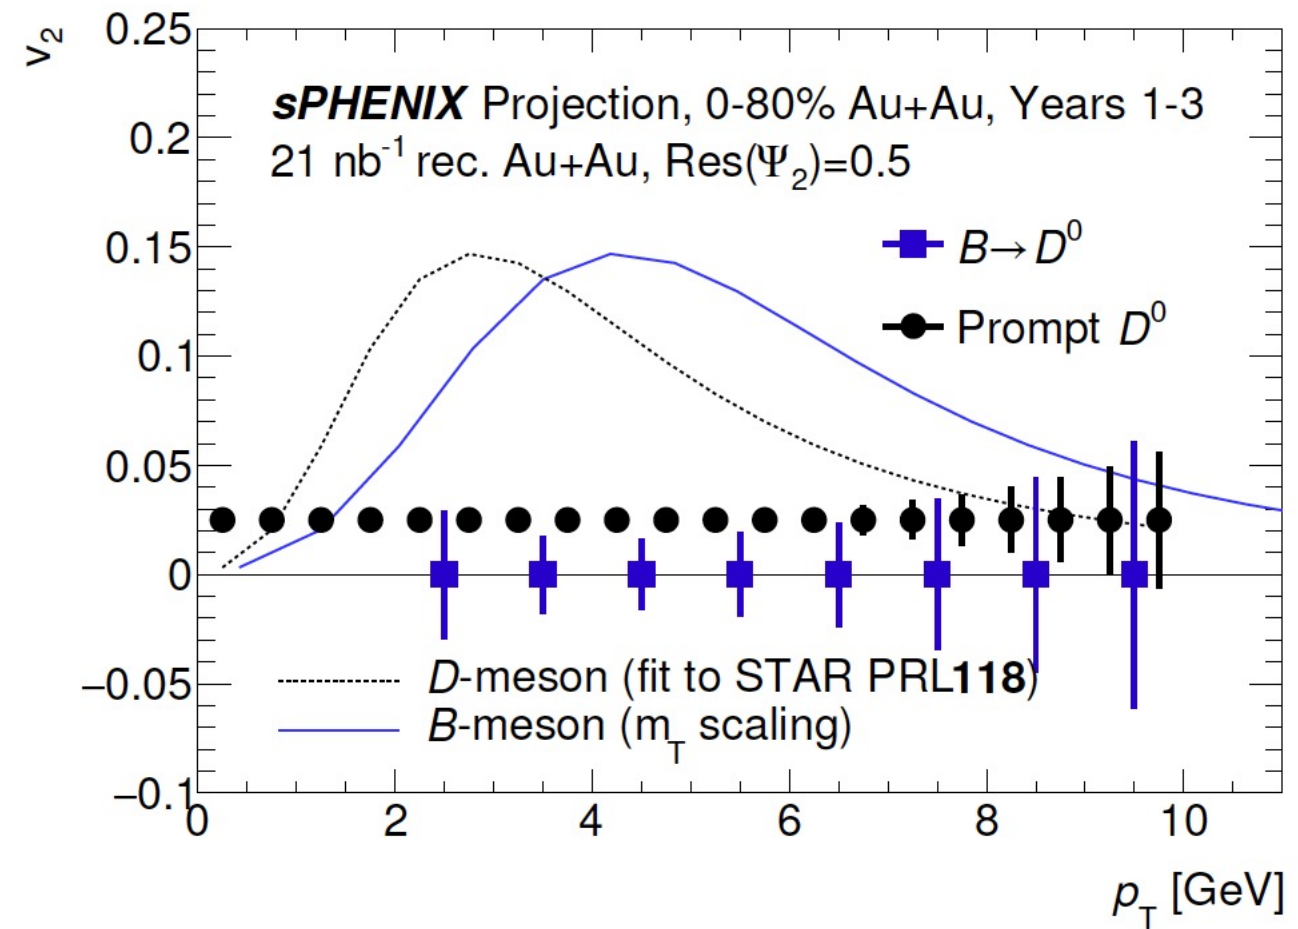 v₂
0.25
sPHENIX Projection, 0-80% Au+Au, Years 1-3
0.2
21 nb⁻¹ rec. Au+Au, Res(Ψ₂)=0.5
0.15
B→D⁰
Prompt D⁰
0.1
0.05
0
−0.05
D-meson (fit to STAR PRL118)
B-meson (m_T scaling)
−0.1
0 2 4 6 8 10
p_T [GeV]